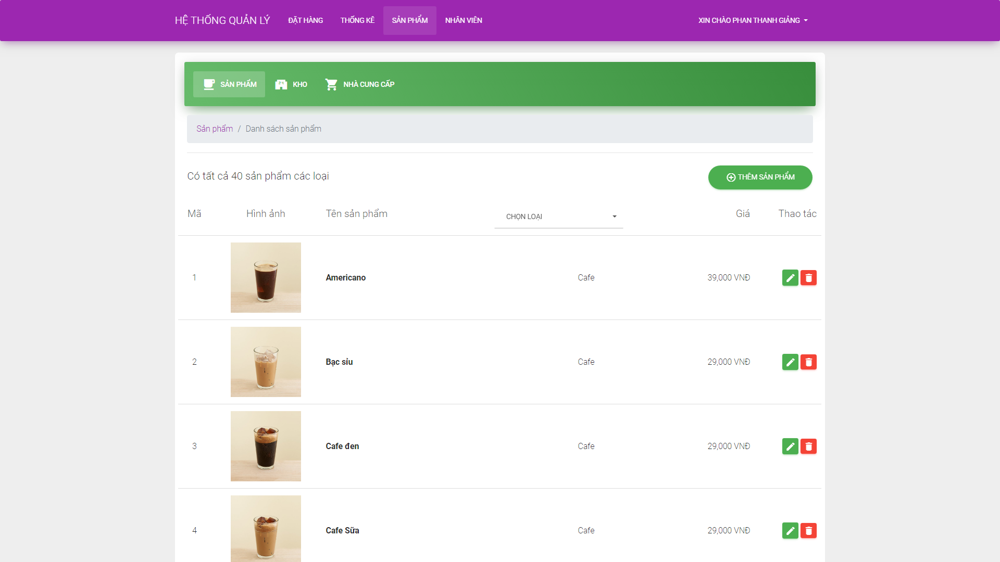 HỆ THỐNG QUẢN LÝ ĐẶT HÀNG THỐNG KÊ SẢN PHẨM NHÂN VIÊN XIN CHÀO PHAN THANH GIẢNG
SẢN PHẨM 24 KHO NHÀ CUNG CẤP
Sản phẩm / Danh sách sản phẩm
Có tất cả 40 sản phẩm các loại THÊM SẢN PHẨM
Mã Hình ảnh Tên sản phẩm CHỌN LOẠI Giá Thao tác
1 Americano Cafe 39,000 VNĐ
2 Bạc sỉu Cafe 29,000 VNĐ
3 Cafe đen Cafe 29,000 VNĐ
4 Cafe Sữa Cafe 29,000 VNĐ